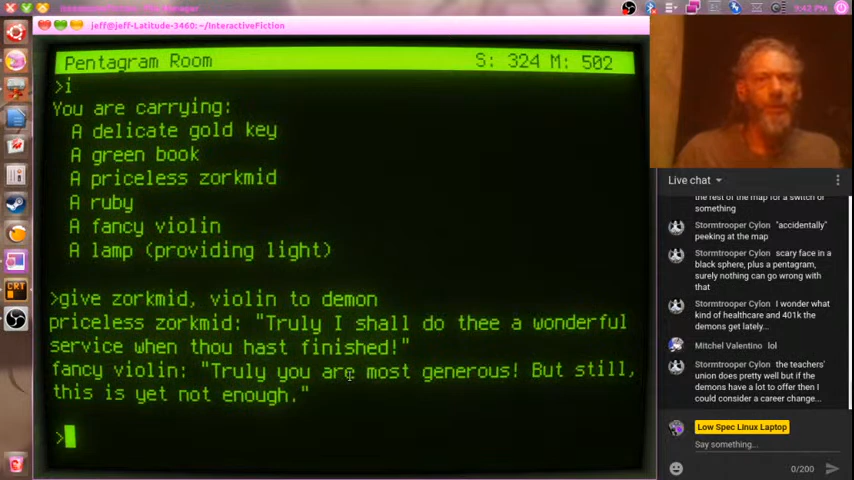 9:42 PM
jeff@jeff-Latitude-3460: ~/InteractiveFiction
Pentagram Room S: 324 M: 502
>i
You are carrying:
A delicate gold key
A green book
A priceless zorkmid
A ruby
A fancy violin
A lamp (providing light)
>give zorkmid, violin to demon
priceless zorkmid: "Truly I shall do thee a wonderful
service when thou hast finished!"
fancy violin: "Truly you are most generous! But still,
this is yet not enough."
>
CRT
Live chat
the rest of the map for a switch or
something
Stormtrooper Cylon "accidentally"
peeking at the map
Stormtrooper Cylon scary face in a
black sphere, plus a pentagram,
surely nothing can go wrong with
that
Stormtrooper Cylon I wonder what
kind of healthcare and 401k the
demons get lately...
Mitchel Valentino lol
Stormtrooper Cylon the teachers'
union does pretty well but if the
demons have a lot to offer then I
could consider a career change...
Low Spec Linux Laptop
Say something...
0/200